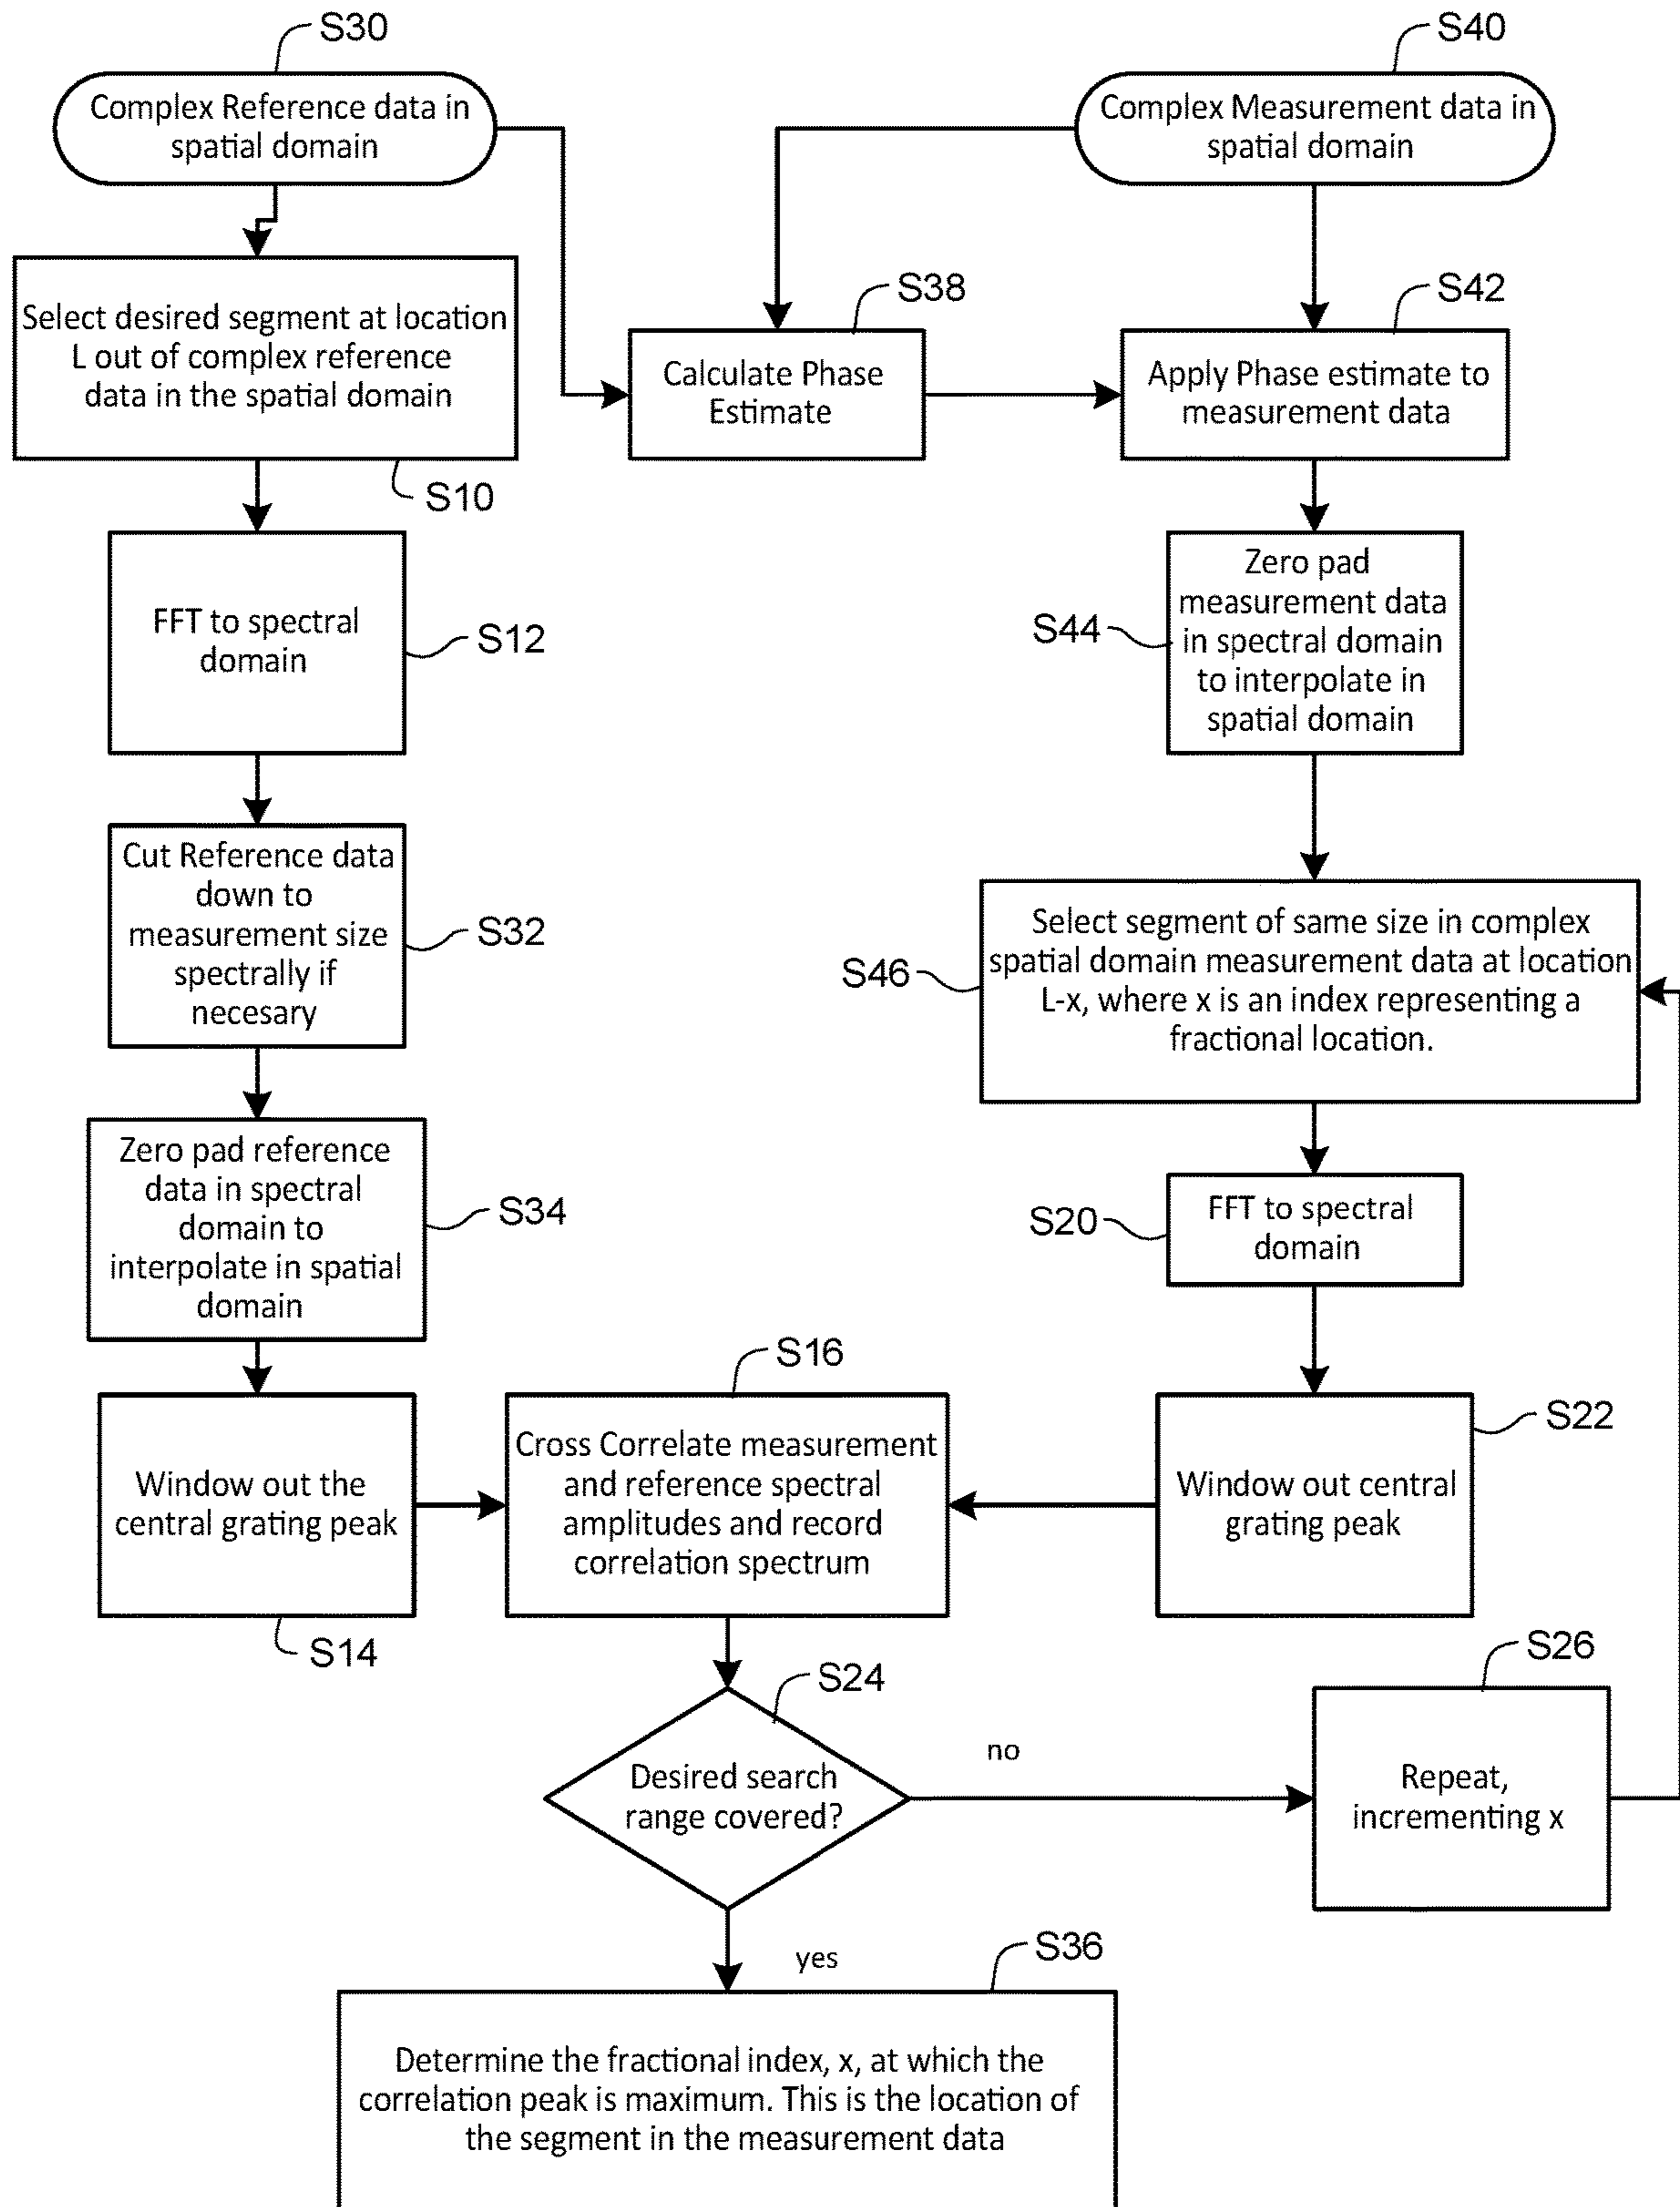 S30
Complex Reference data in
spatial domain
S40
Complex Measurement data in
spatial domain
Select desired segment at location
L out of complex reference
data in the spatial domain
S10
S38
Calculate Phase
Estimate
S42
Apply Phase estimate to
measurement data
FFT to spectral
domain
S12
S44
Zero pad
measurement data
in spectral domain
to interpolate in
spatial domain
Cut Reference data
down to
measurement size
spectrally if
necesary
S32
S46
Select segment of same size in complex
spatial domain measurement data at location
L-x, where x is an index representing a
fractional location.
Zero pad reference
data in spectral
domain to
interpolate in spatial
domain
S34
S20
FFT to spectral
domain
Window out the
central grating peak
S14
S16
Cross Correlate measurement
and reference spectral
amplitudes and record
correlation spectrum
S22
Window out central
grating peak
S24
Desired search
range covered?
no
S26
Repeat,
incrementing x
yes
S36
Determine the fractional index, x, at which the
correlation peak is maximum. This is the location of
the segment in the measurement data